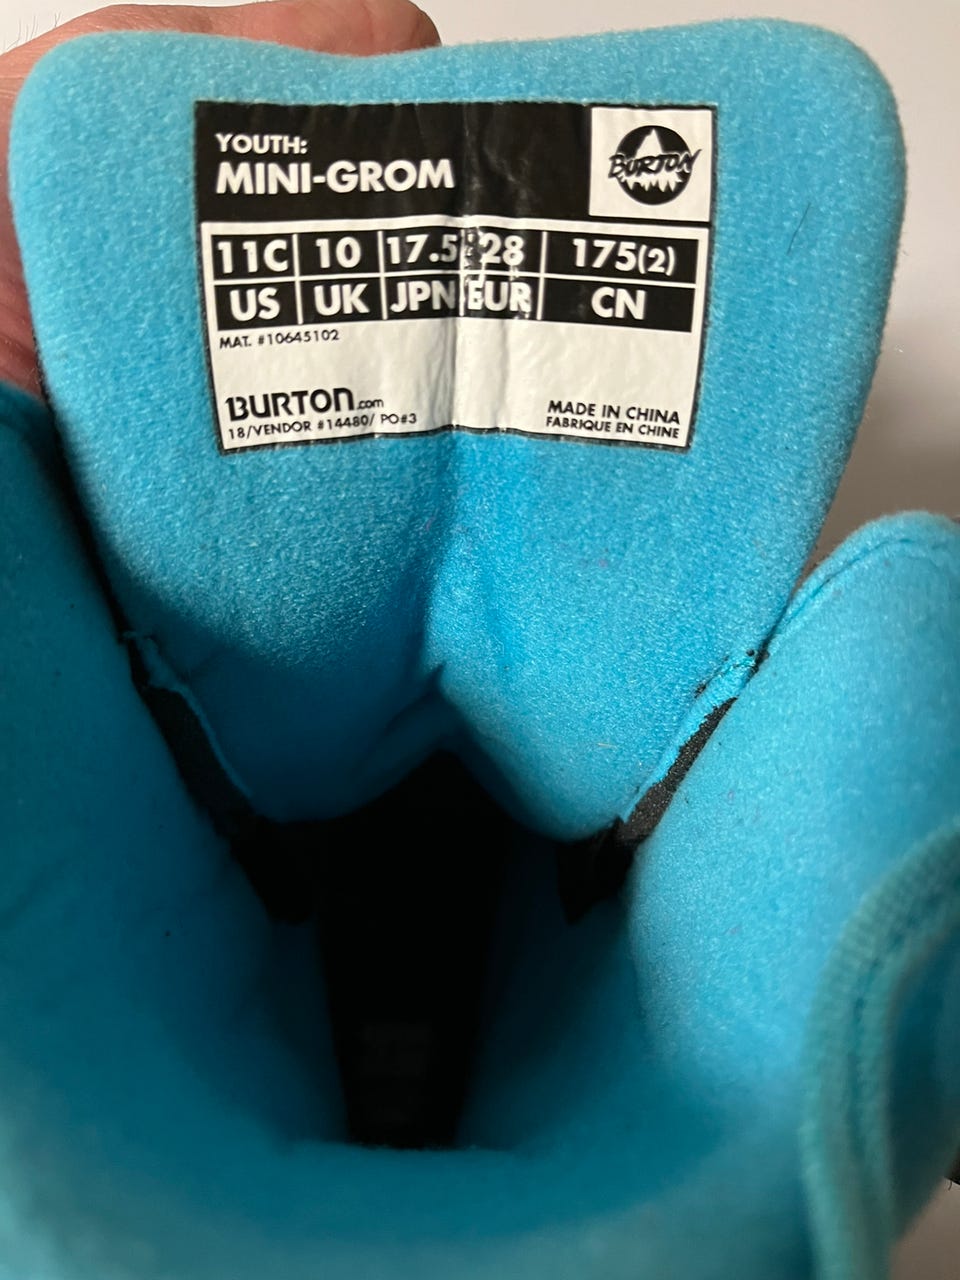 YOUTH:
MINI-GROM
BURTON
11C 10 17.5 28 175(2)
US UK JPN EUR CN
MAT. #10645102
BURTON.com
18/VENDOR #14480/ PO#3
MADE IN CHINA
FABRIQUE EN CHINE